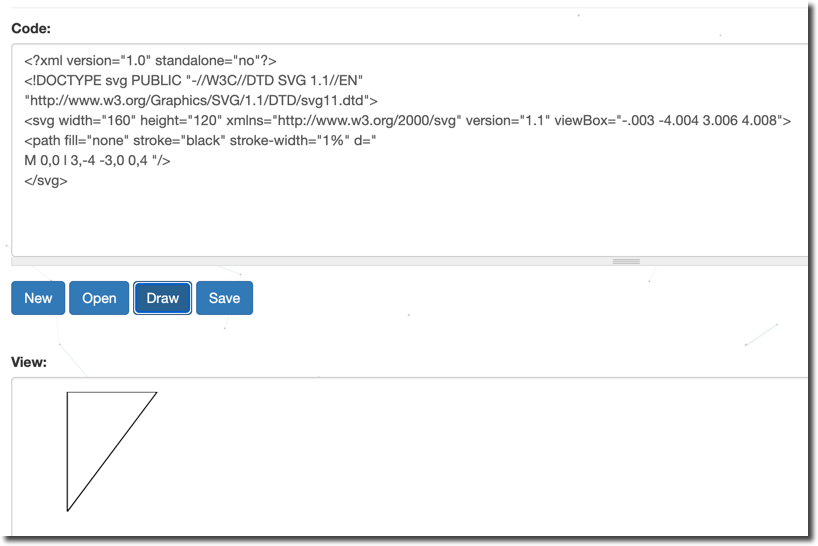 Code:
<?xml version="1.0" standalone="no"?>
<!DOCTYPE svg PUBLIC "-//W3C//DTD SVG 1.1//EN"
"http://www.w3.org/Graphics/SVG/1.1/DTD/svg11.dtd">
<svg width="160" height="120" xmlns="http://www.w3.org/2000/svg" version="1.1" viewBox="-.003 -4.004 3.006 4.008">
<path fill="none" stroke="black" stroke-width="1%" d="
M 0,0 l 3,-4 -3,0 0,4 "/>
</svg>
New Open Draw Save
View: